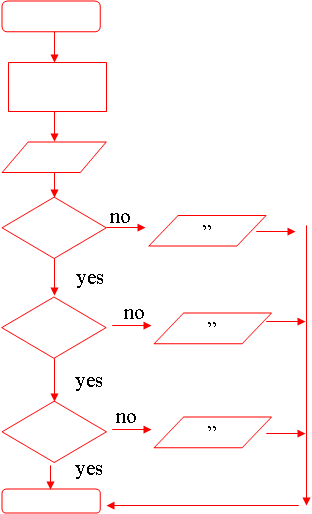 no
”
yes
no
”
yes
no
”
yes